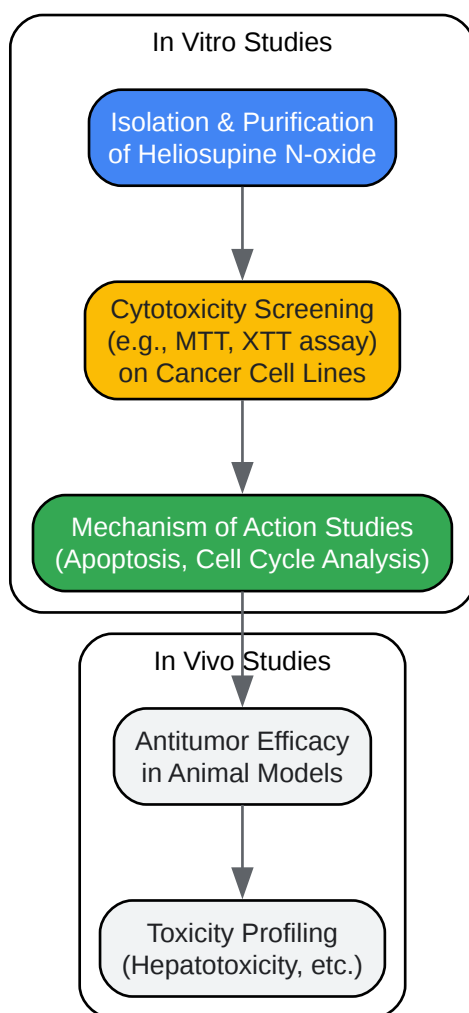 In Vitro Studies
Isolation & Purification
of Heliosupine N-oxide
Cytotoxicity Screening
(e.g., MTT, XTT assay)
on Cancer Cell Lines
Mechanism of Action Studies
(Apoptosis, Cell Cycle Analysis)
In Vivo Studies
Antitumor Efficacy
in Animal Models
Toxicity Profiling
(Hepatotoxicity, etc.)